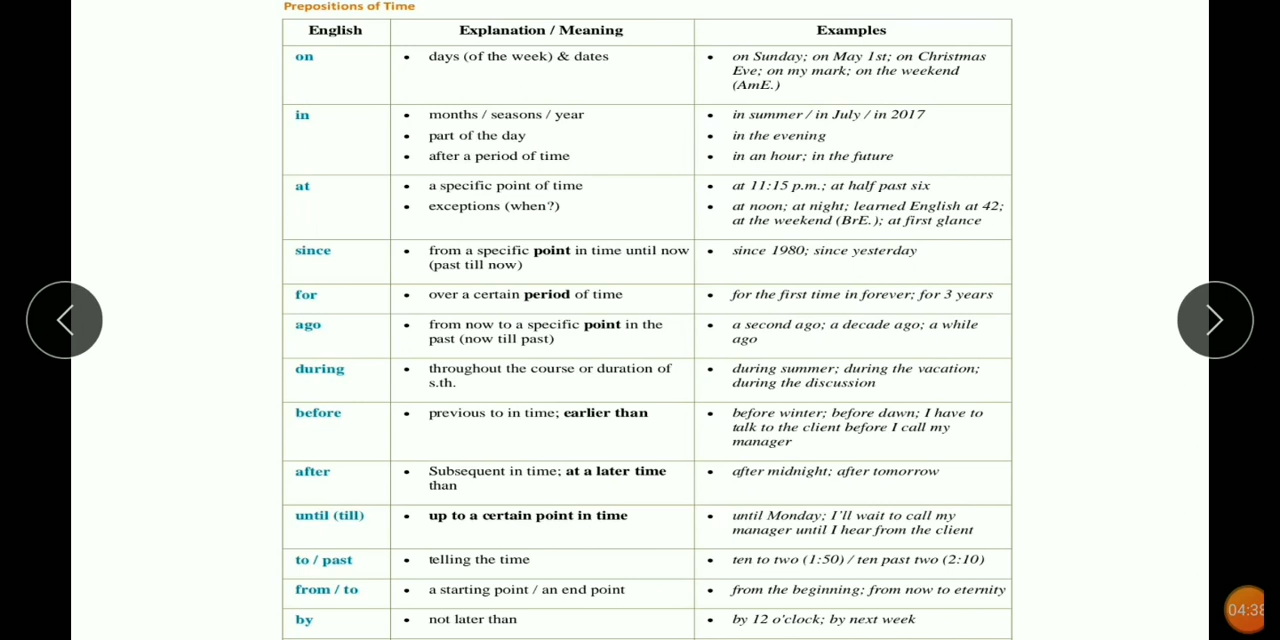 Prepositions of Time
English Explanation / Meaning Examples
on • days (of the week) & dates • on Sunday; on May 1st; on Christmas
Eve; on my mark; on the weekend
(AmE.)
in • months / seasons / year • in summer / in July / in 2017
• part of the day • in the evening
• after a period of time • in an hour; in the future
at • a specific point of time • at 11:15 p.m.; at half past six
• exceptions (when?) • at noon; at night; learned English at 42;
at the weekend (BrE.); at first glance
since • from a specific point in time until now • since 1980; since yesterday
(past till now)
for • over a certain period of time • for the first time in forever; for 3 years
ago • from now to a specific point in the • a second ago; a decade ago; a while
past (now till past) ago
during • throughout the course or duration of • during summer; during the vacation;
s.th. during the discussion
before • previous to in time; earlier than • before winter; before dawn; I have to
talk to the client before I call my
manager
after • Subsequent in time; at a later time • after midnight; after tomorrow
than
until (till) • up to a certain point in time • until Monday; I'll wait to call my
manager until I hear from the client
to / past • telling the time • ten to two (1:50) / ten past two (2:10)
from / to • a starting point / an end point • from the beginning; from now to eternity
by • not later than • by 12 o'clock; by next week
04:38